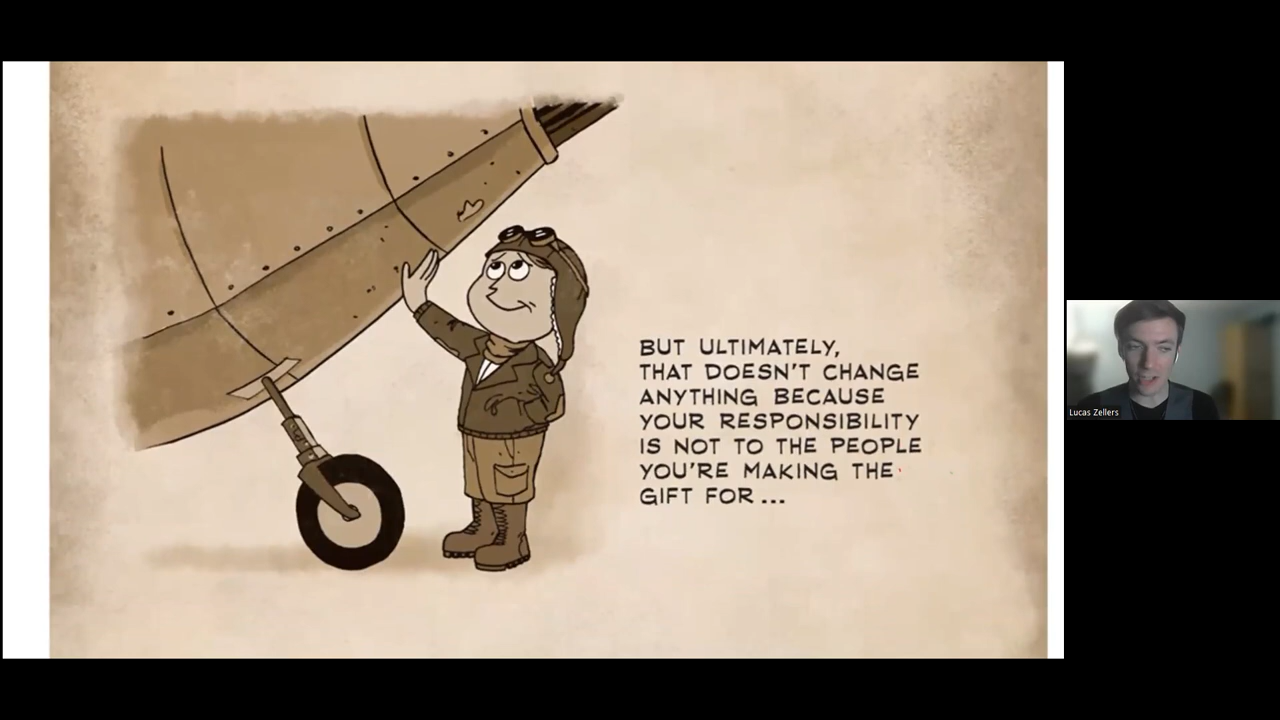 BUT ULTIMATELY,
THAT DOESN'T CHANGE
ANYTHING BECAUSE
YOUR RESPONSIBILITY
IS NOT TO THE PEOPLE
YOU'RE MAKING THE
GIFT FOR...
Lucas Zellers